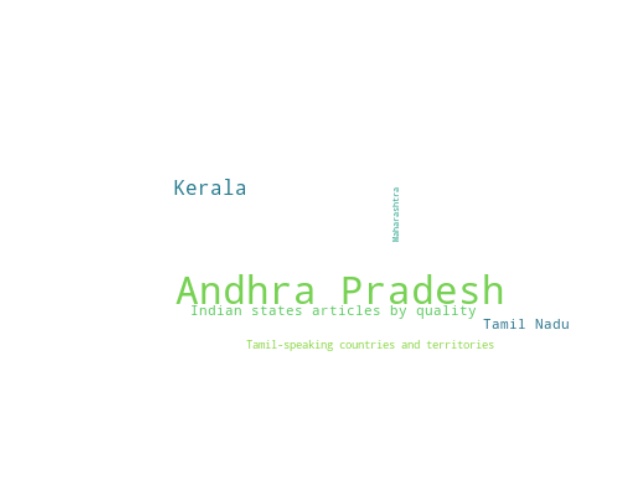 Kerala
Maharashtra
Andhra Pradesh
Indian states articles by quality
Tamil Nadu
Tamil-speaking countries and territories